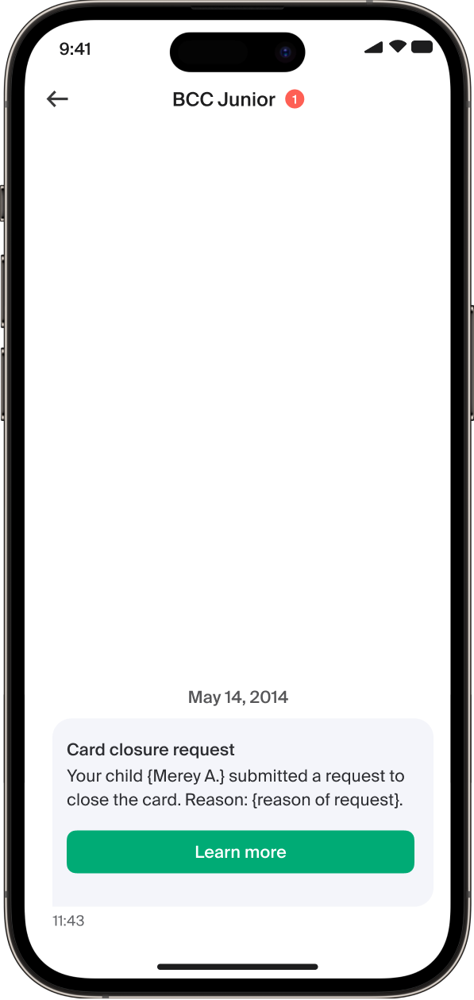 9:41
BCC Junior 1
May 14, 2014
Card closure request
Your child {Merey A.} submitted a request to
close the card. Reason: {reason of request}.
Learn more
11:43